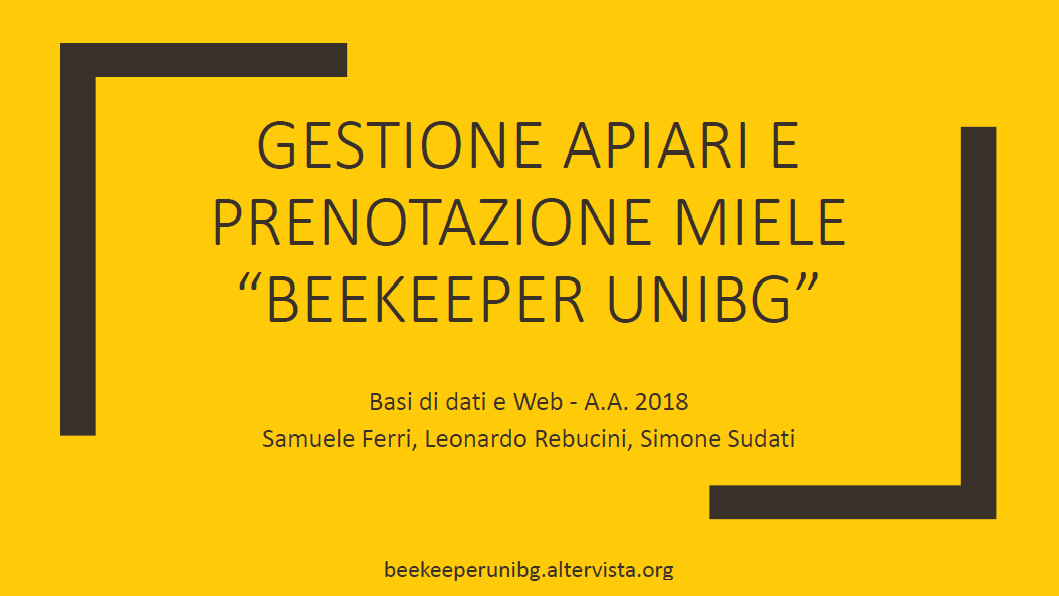 GESTIONE APIARI E
PRENOTAZIONE MIELE
“BEEKEEPER UNIBG”
Basi di dati e Web - A.A. 2018
Samuele Ferri, Leonardo Rebucini, Simone Sudati
beekeeperunibg.altervista.org